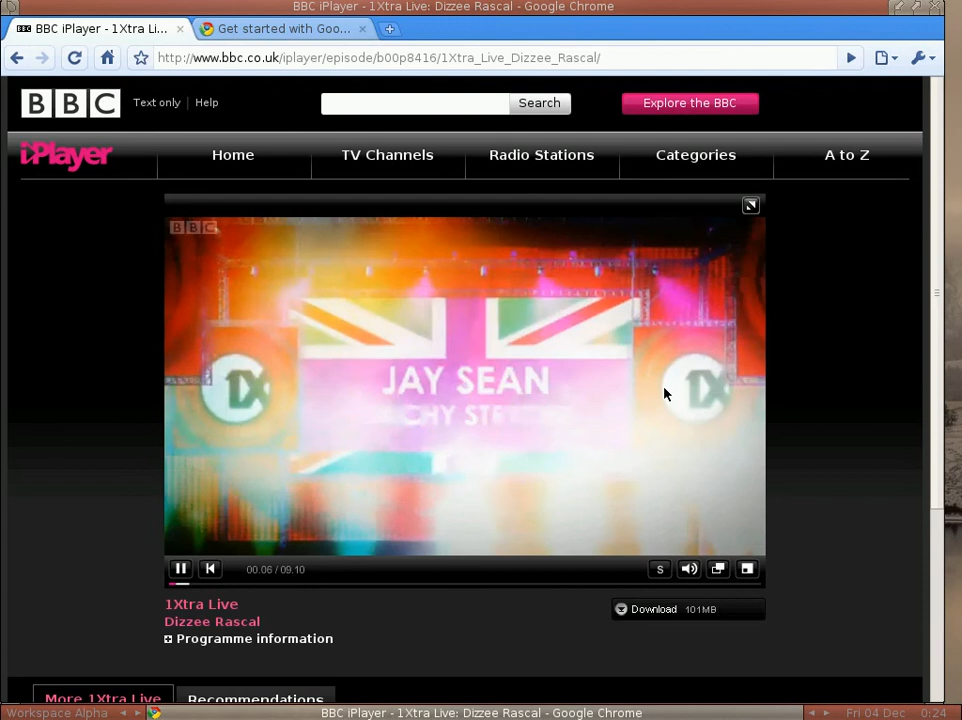 BBC iPlayer - 1Xtra Live: Dizzee Rascal - Google Chrome
BBC iPlayer - 1Xtra Li...
Get started with Goo...
http://www.bbc.co.uk/iplayer/episode/b00p8416/1Xtra_Live_Dizzee_Rascal/
BBC
Text only
Help
Search
Explore the BBC
iPlayer
Home
TV Channels
Radio Stations
Categories
A to Z
BBC
1X
JAY SEAN
1X
00.06 / 09.10
S
1Xtra Live
Dizzee Rascal
Programme information
Download 101MB
More 1Xtra Live
Recommendations
Workspace Alpha
BBC iPlayer - 1Xtra Live: Dizzee Rascal - Google Chrome
Fri 04 Dec
0:24